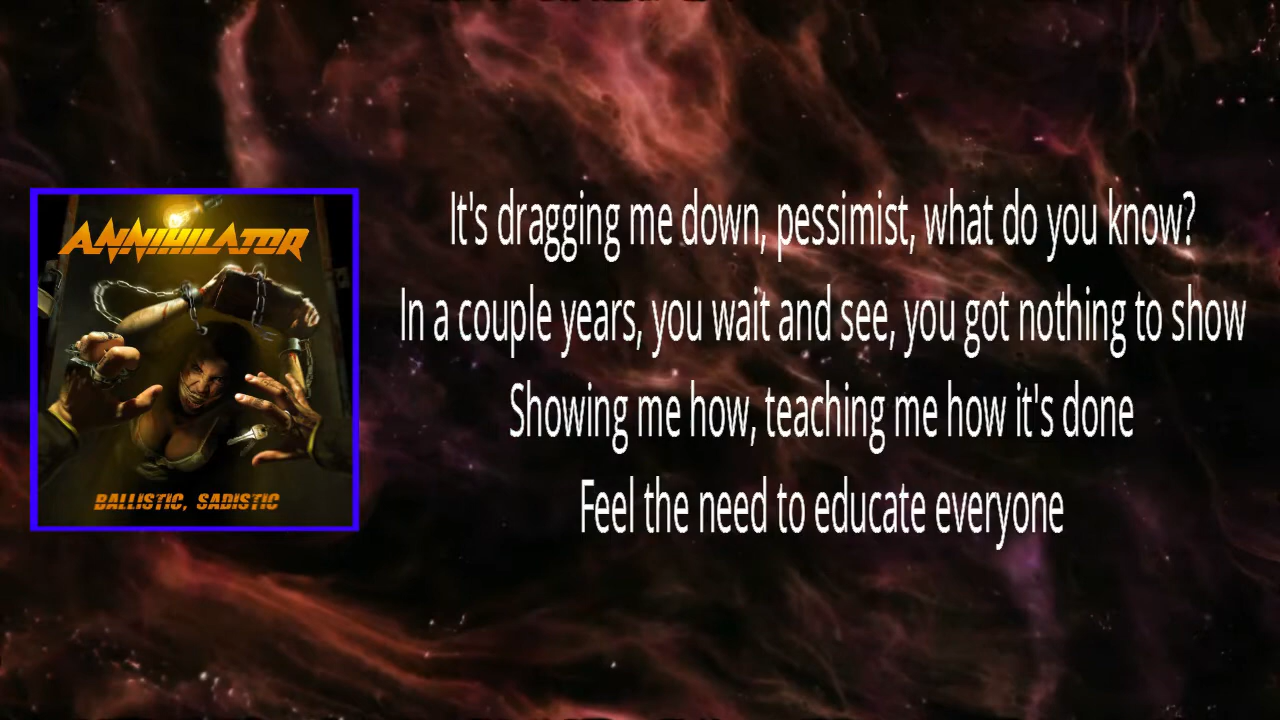 ANNIHILATOR
BALLISTIC, SADISTIC
It's dragging me down, pessimist, what do you know?
In a couple years, you wait and see, you got nothing to show
Showing me how, teaching me how it's done
Feel the need to educate everyone